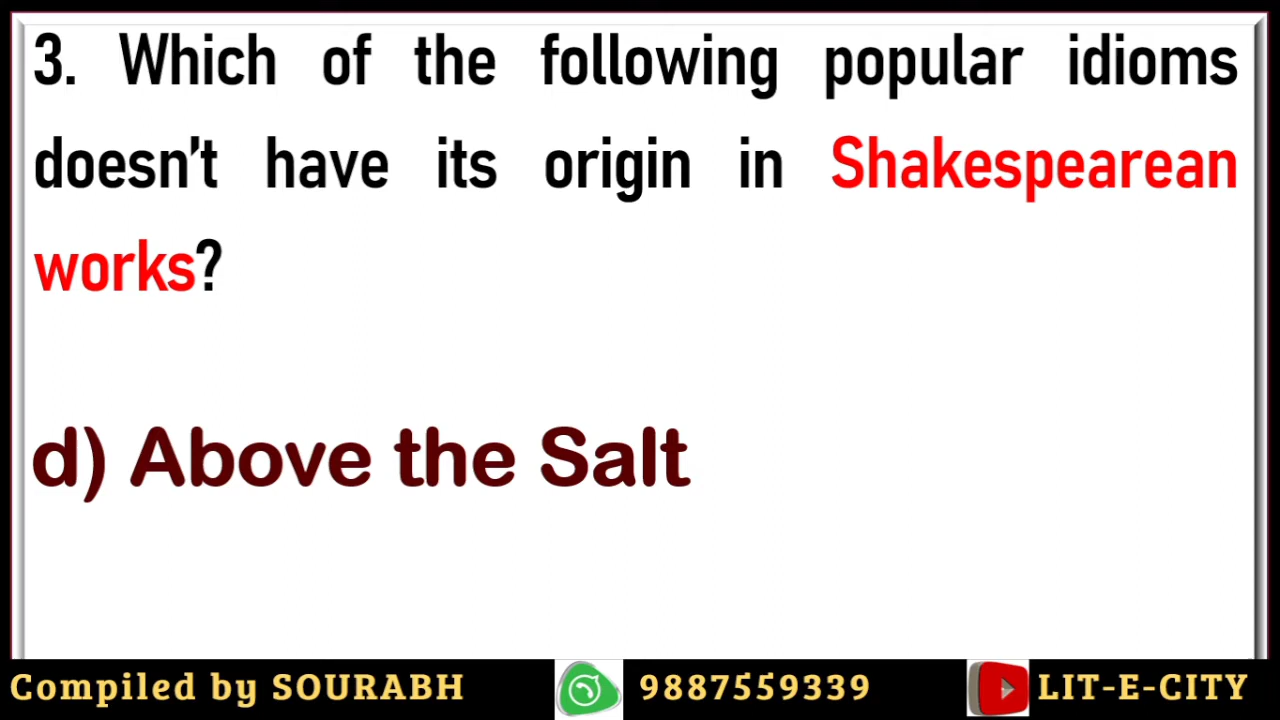 3. Which of the following popular idioms
doesn't have its origin in Shakespearean
works?
d) Above the Salt
Compiled by SOURABH 9887559339 LIT-E-CITY